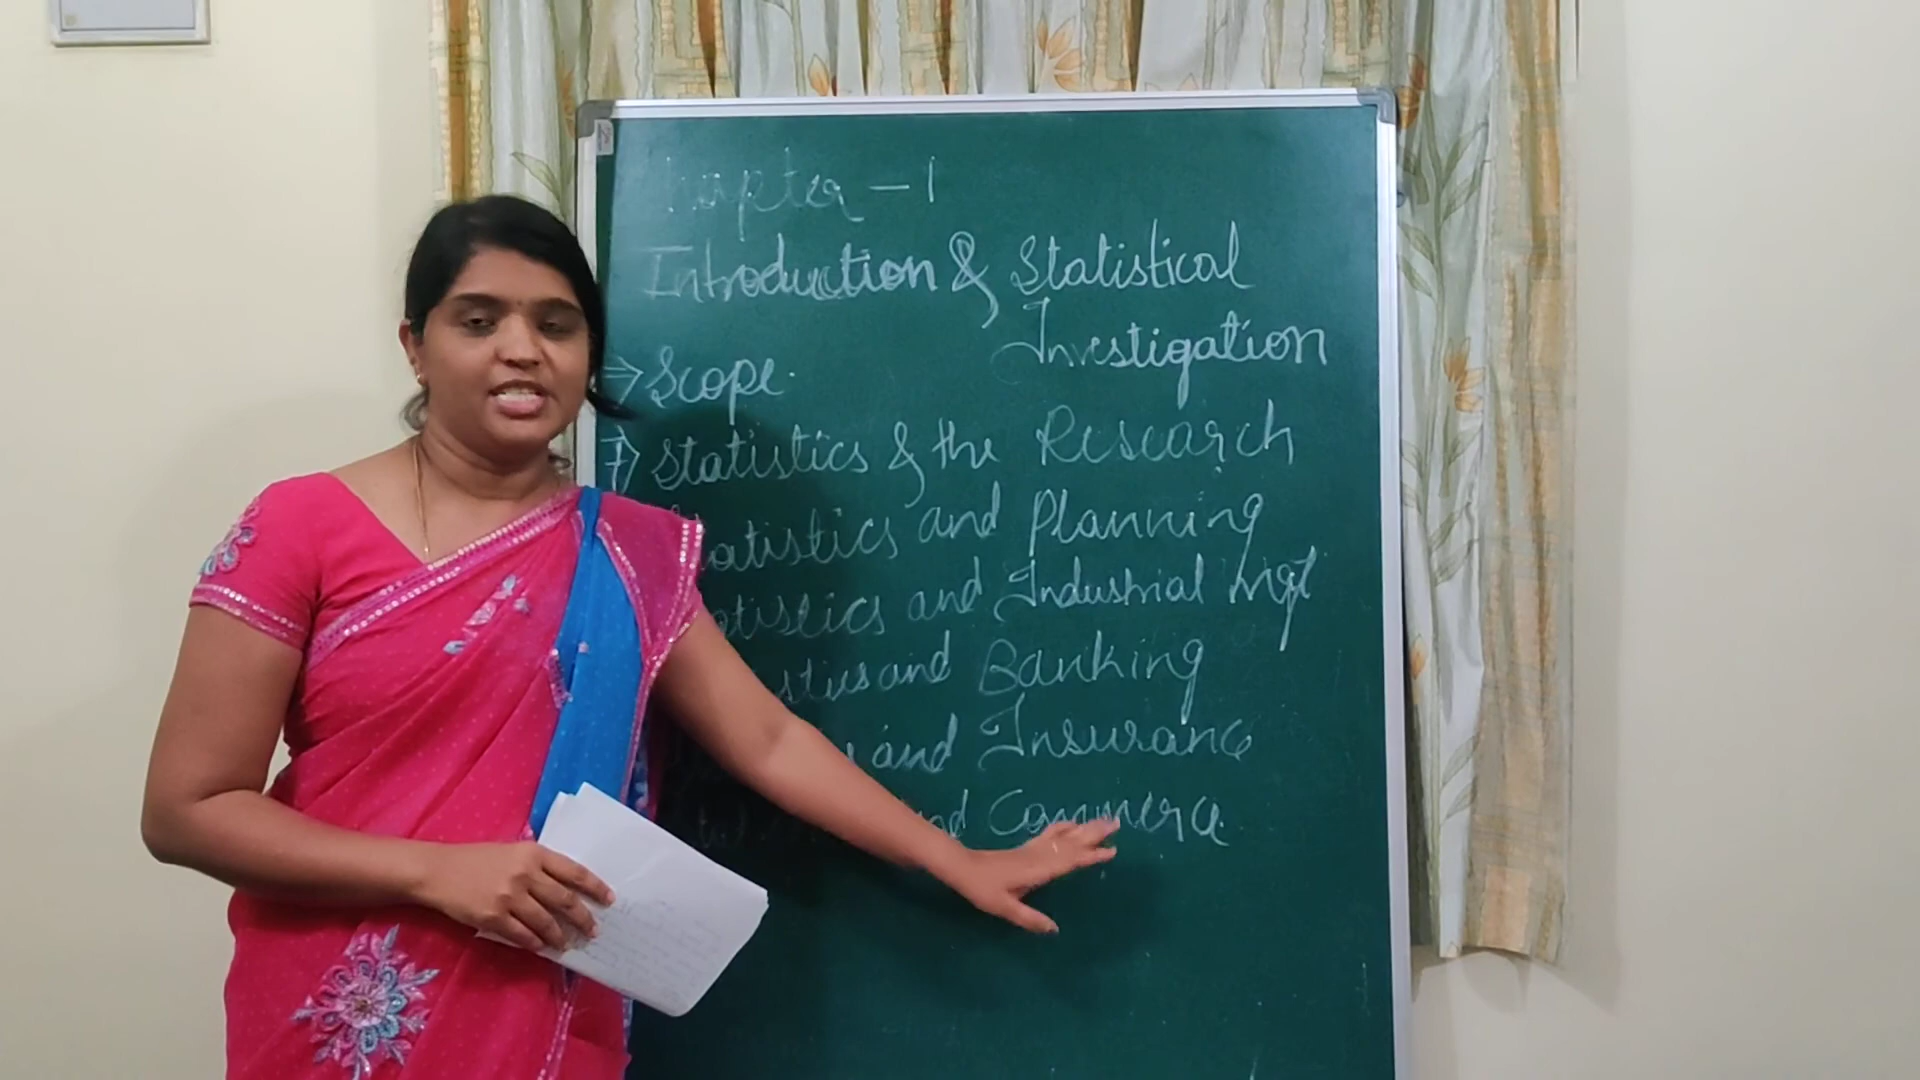 Chapter - 1
Introduction & Statistical
Investigation
→ Scope.
7) Statistics & the Research
Statistics and Planning
Statistics and Industrial Mgt
and Banking
and Insurance
and Commerce